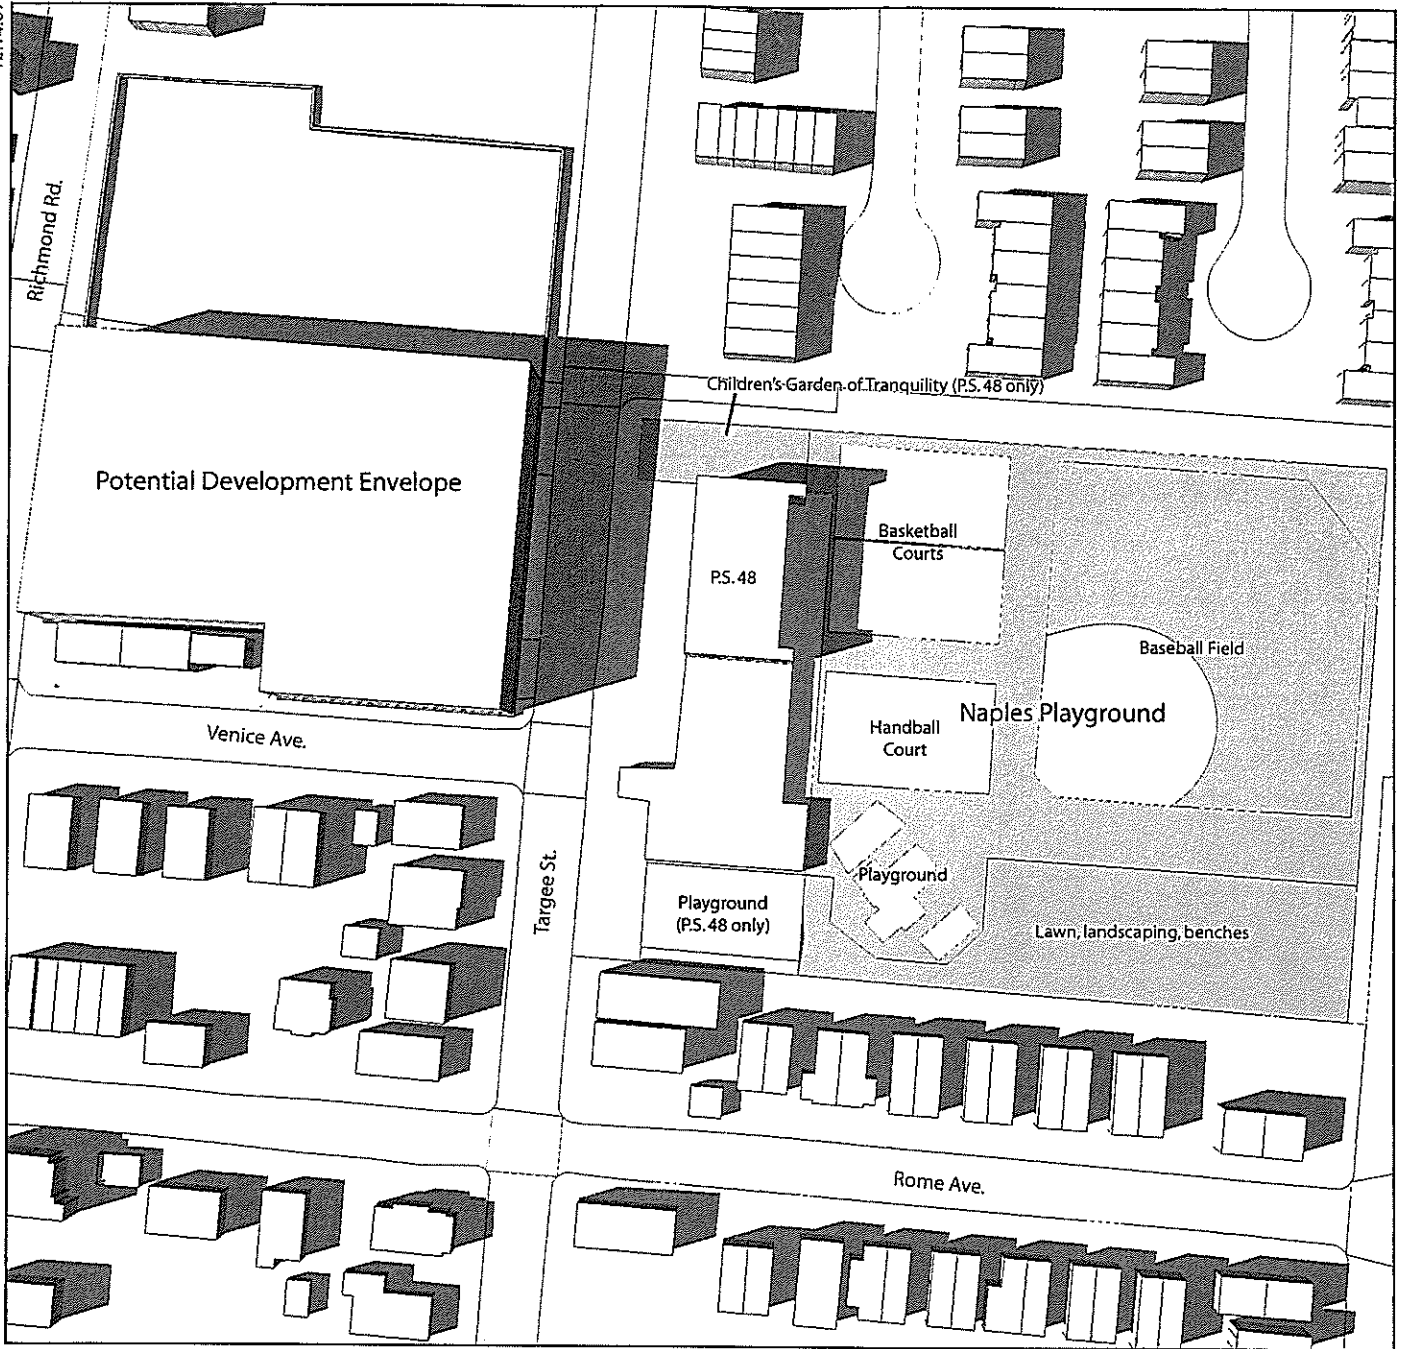 Richmond Rd.
Children's Garden of Tranquility (P.S. 48 only)
Potential Development Envelope
Basketball
Courts
P.S. 48
Baseball Field
Naples Playground
Handball
Court
Venice Ave.
Targee St.
Playground
Playground
(P.S. 48 only)
Lawn, landscaping, benches
Rome Ave.